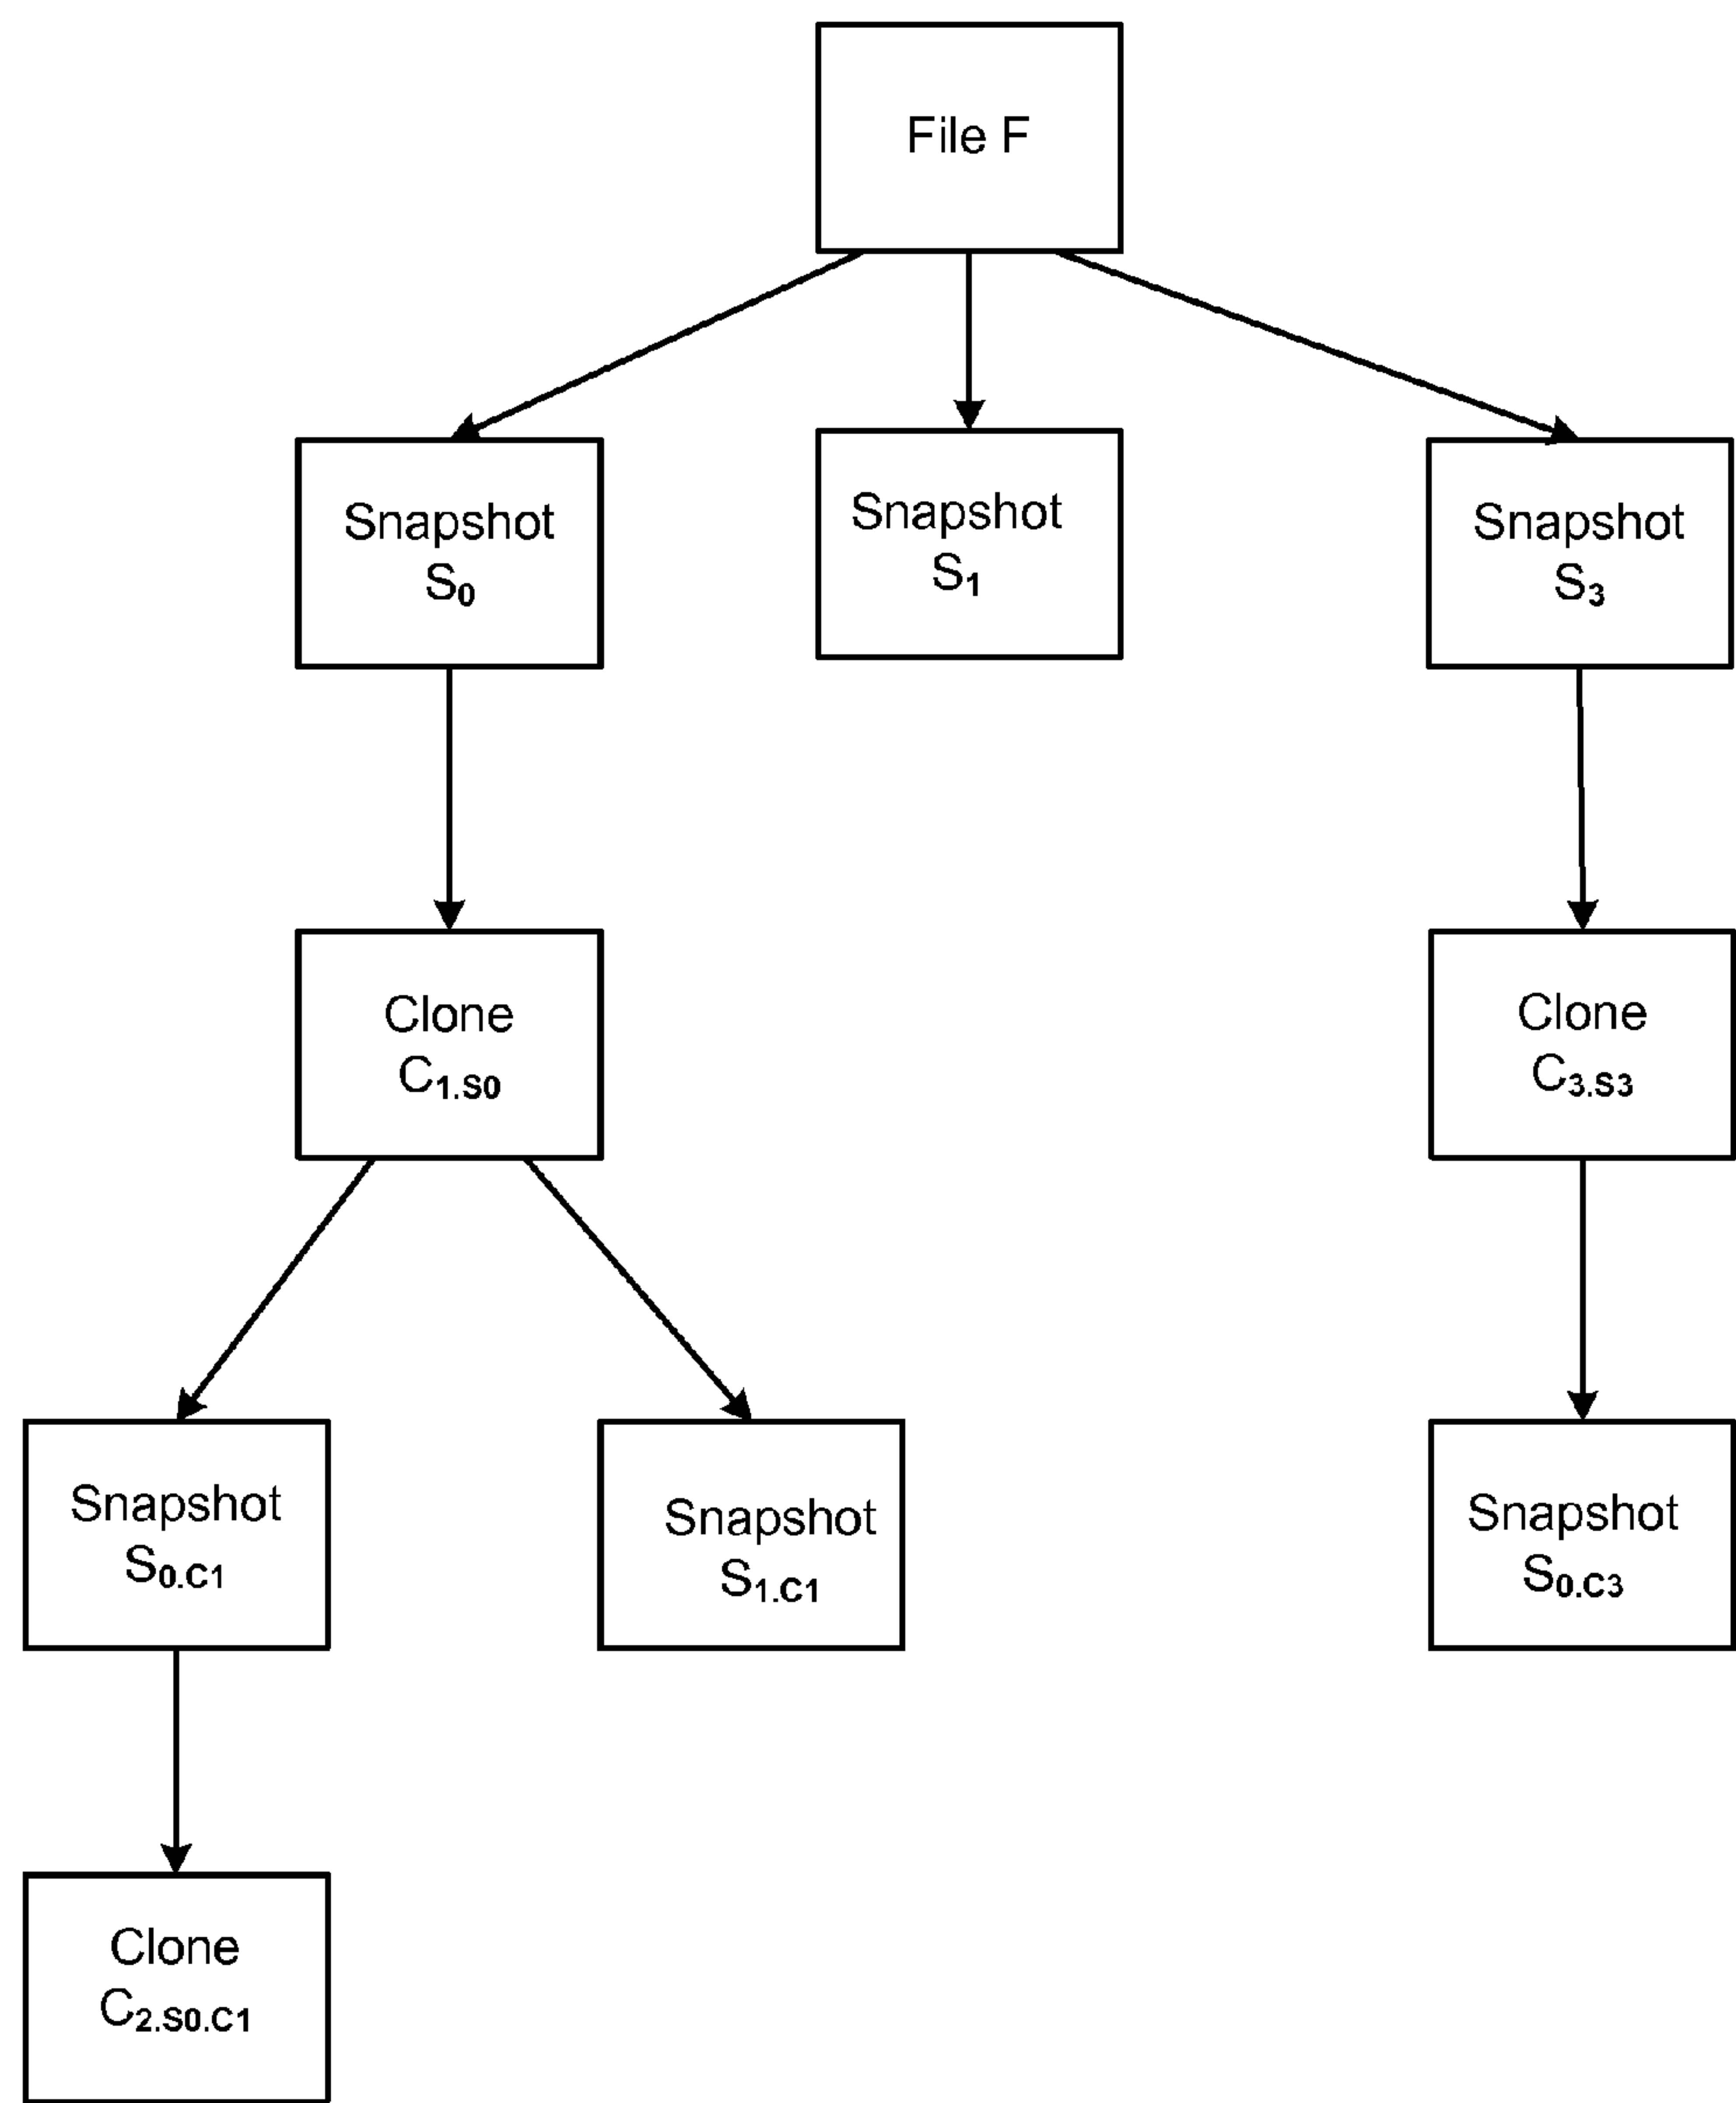 File F
Snapshot
S0
Snapshot
S1
Snapshot
S3
Clone
C1.S0
Clone
C3.S3
Snapshot
S0.C1
Snapshot
S1.C1
Snapshot
S0.C3
Clone
C2.S0.C1